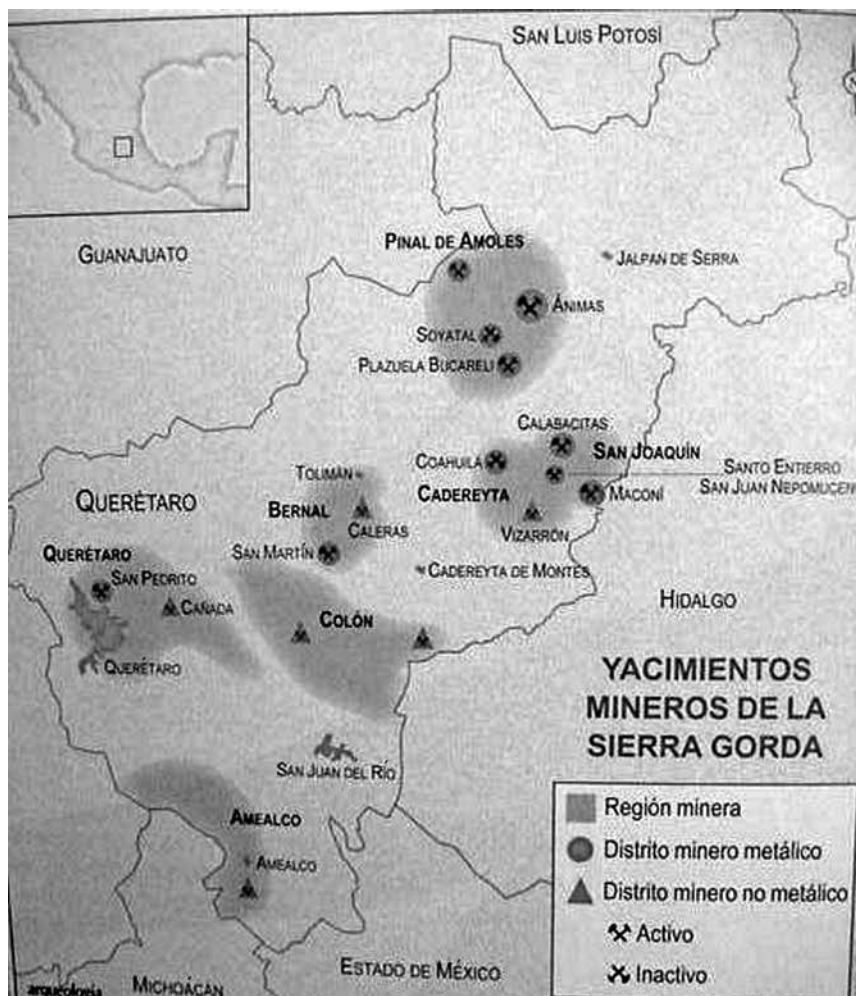 SAN LUIS POTOSÍ
GUANAJUATO
PINAL DE AMOLES
JALPAN DE SERRA
ÁNIMAS
SOYATAL
PLAZUELA BUCARELI
CALABACITAS
COAHUILA
SAN JOAQUÍN
TOLIMÁN
SANTO ENTIERRO
SAN JUAN NEPOMUCENO
QUERÉTARO
BERNAL
CADEREYTA
MACONÍ
CALERAS
VIZARRÓN
QUERÉTARO
SAN MARTÍN
SAN PEDRITO
CADEREYTA DE MONTES
CAÑADA
COLÓN
HIDALGO
QUERÉTARO
YACIMIENTOS
MINEROS DE LA
SIERRA GORDA
SAN JUAN DEL RÍO
Región minera
AMEALCO
Distrito minero metálico
AMEALCO
Distrito minero no metálico
Activo
ESTADO DE MÉXICO
Inactivo
MICHOÁCAN
arqueología